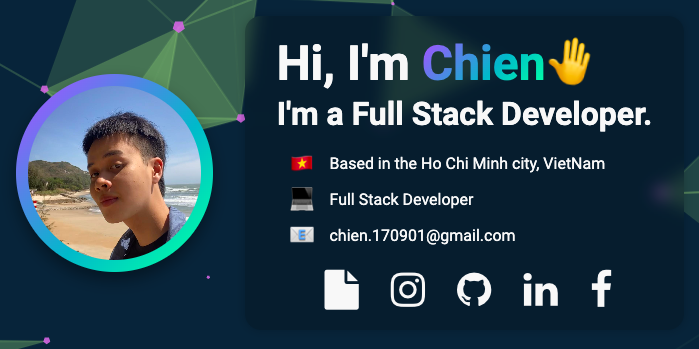 Hi, I'm Chien
I'm a Full Stack Developer.
Based in the Ho Chi Minh city, VietNam
Full Stack Developer
chien.170901@gmail.com